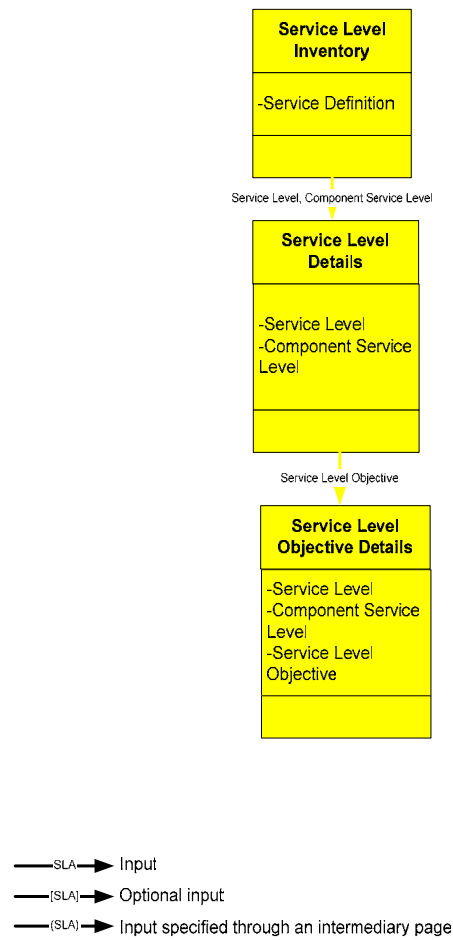 Service Level
Inventory
-Service Definition
Service Level, Component Service Level
Service Level
Details
-Service Level
-Component Service
Level
Service Level Objective
Service Level
Objective Details
-Service Level
-Component Service
Level
-Service Level
Objective
SLA Input
[SLA] Optional input
(SLA) Input specified through an intermediary page